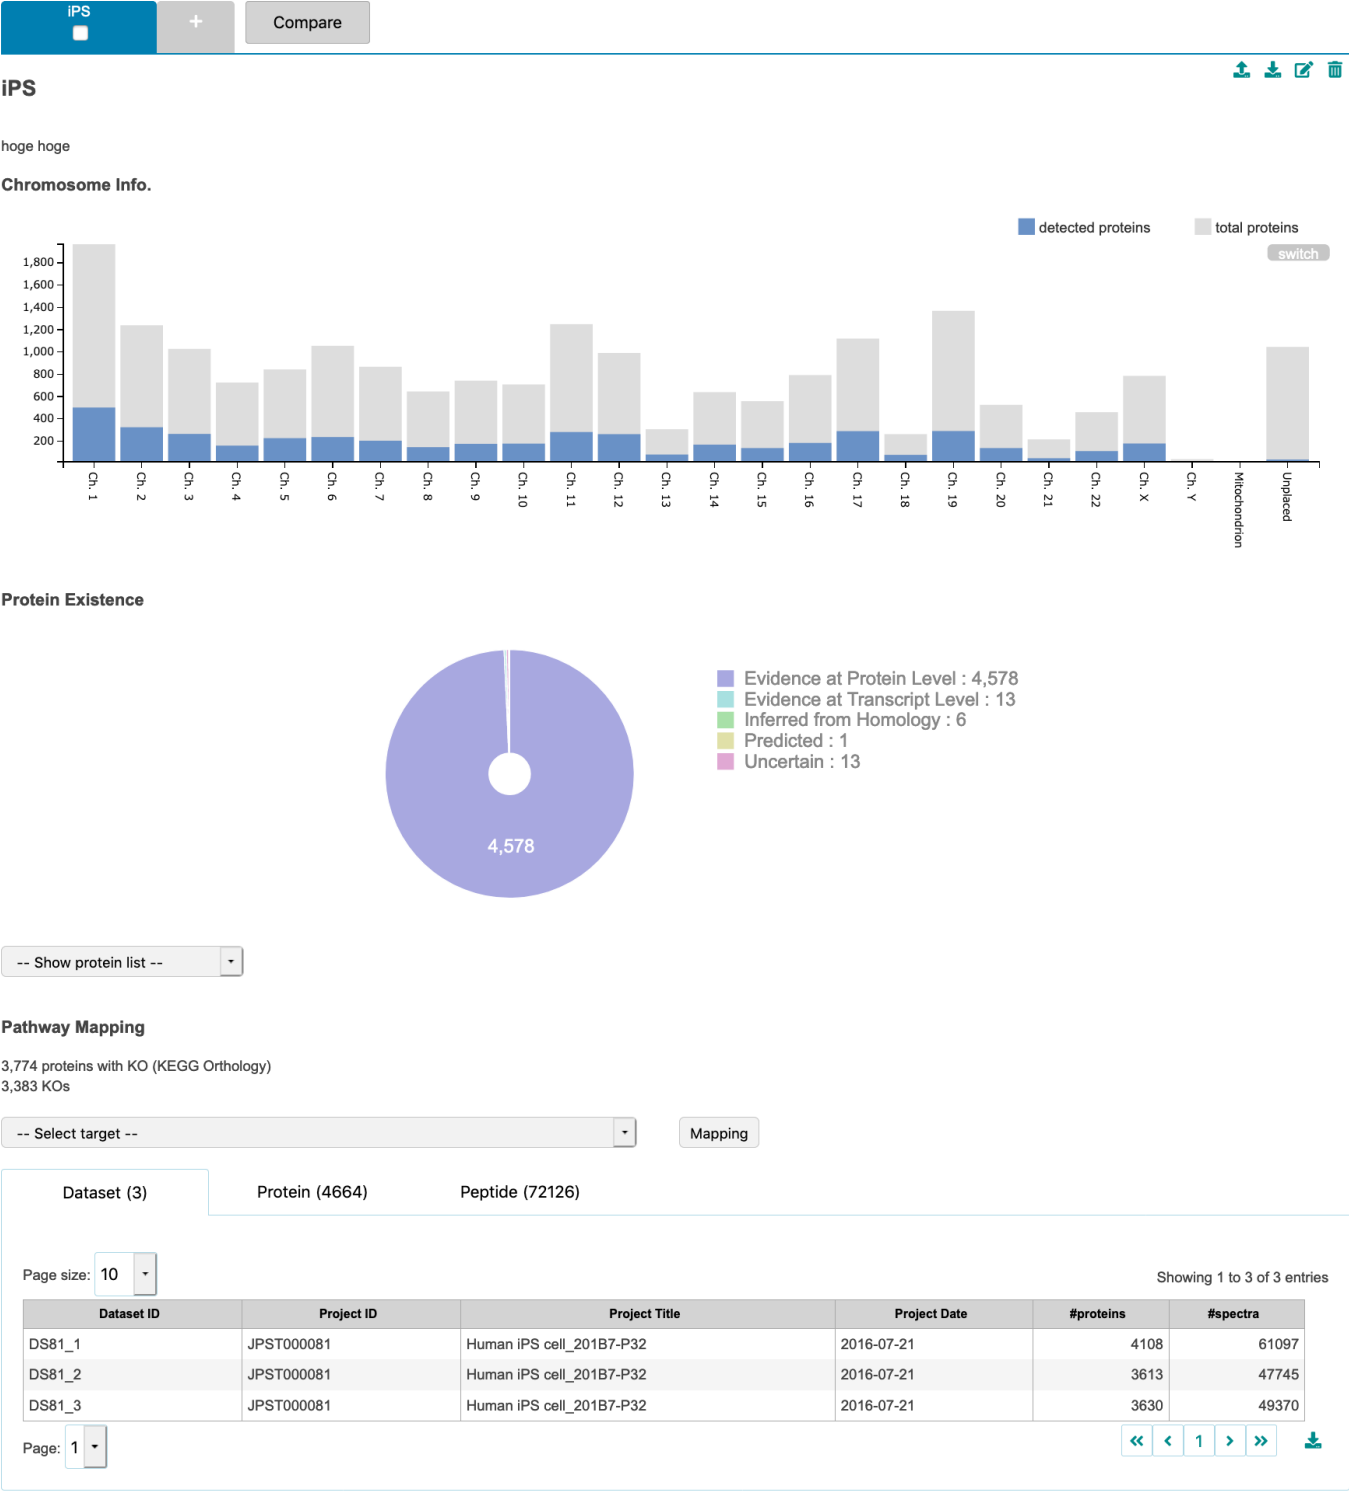 iPS
+
Compare
iPS
hoge hoge
Chromosome Info.
detected proteins
total proteins
switch
1,800
1,600
1,400
1,200
1,000
800
600
400
200
Ch. 1
Ch. 2
Ch. 3
Ch. 4
Ch. 5
Ch. 6
Ch. 7
Ch. 8
Ch. 9
Ch. 10
Ch. 11
Ch. 12
Ch. 13
Ch. 14
Ch. 15
Ch. 16
Ch. 17
Ch. 18
Ch. 19
Ch. 20
Ch. 21
Ch. 22
Ch. X
Ch. Y
Mitochondrion
Unplaced
Protein Existence
Evidence at Protein Level : 4,578
Evidence at Transcript Level : 13
Inferred from Homology : 6
Predicted : 1
Uncertain : 13
4,578
-- Show protein list --
Pathway Mapping
3,774 proteins with KO (KEGG Orthology)
3,383 KOs
-- Select target --
Mapping
Dataset (3) Protein (4664) Peptide (72126)
Page size: 10
Showing 1 to 3 of 3 entries
Dataset ID Project ID Project Title Project Date #proteins #spectra
DS81_1 JPST000081 Human iPS cell_201B7-P32 2016-07-21 4108 61097
DS81_2 JPST000081 Human iPS cell_201B7-P32 2016-07-21 3613 47745
DS81_3 JPST000081 Human iPS cell_201B7-P32 2016-07-21 3630 49370
Page: 1
« ‹ 1 › »